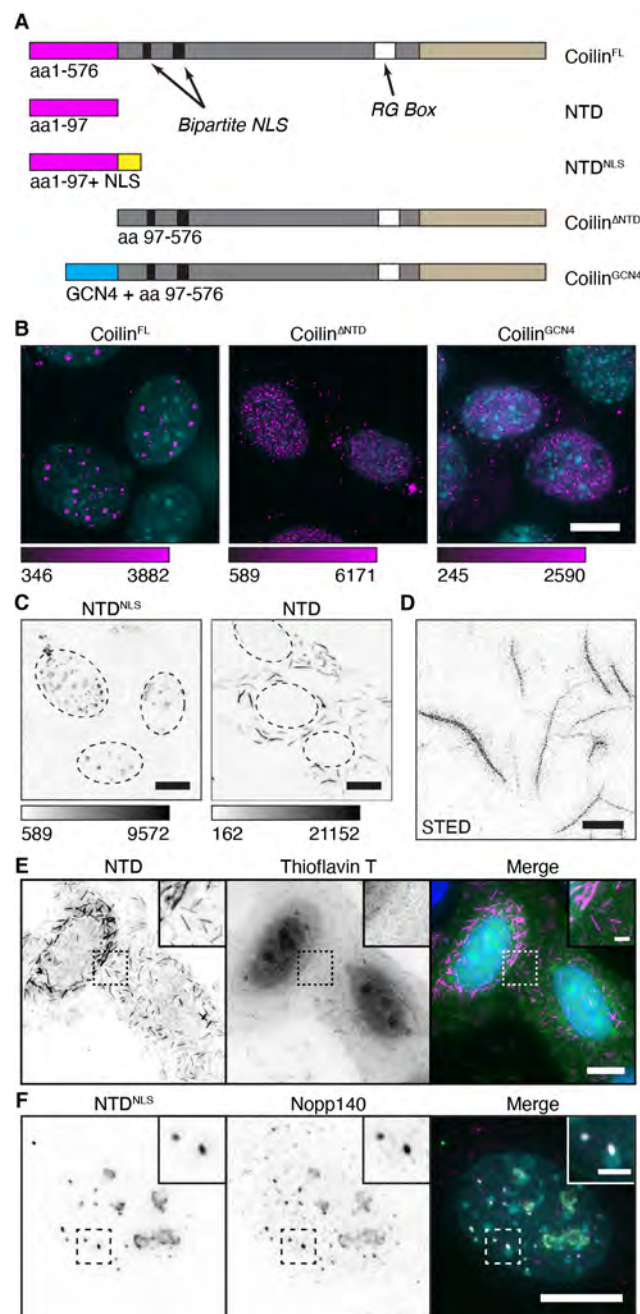 A
Coilin^FL
aa1-576
Bipartite NLS
RG Box
aa1-97
NTD
aa1-97+ NLS
NTD^NLS
Coilin^ΔNTD
aa 97-576
Coilin^GCN4
GCN4 + aa 97-576
B
Coilin^FL Coilin^ΔNTD Coilin^GCN4
346 3882 589 6171 245 2590
C NTD^NLS NTD D
STED
589 9572 162 21152
E NTD Thioflavin T Merge
F NTD^NLS Nopp140 Merge